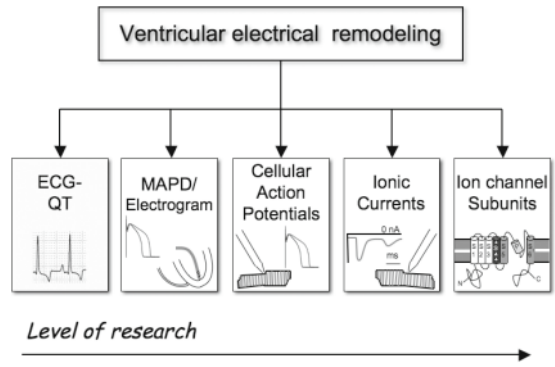 Ventricular electrical remodeling
ECG-
QT
MAPD/
Electrogram
Cellular
Action
Potentials
Ionic
Currents
0 nA
ms
Ion channel
Subunits
N
C
Level of research